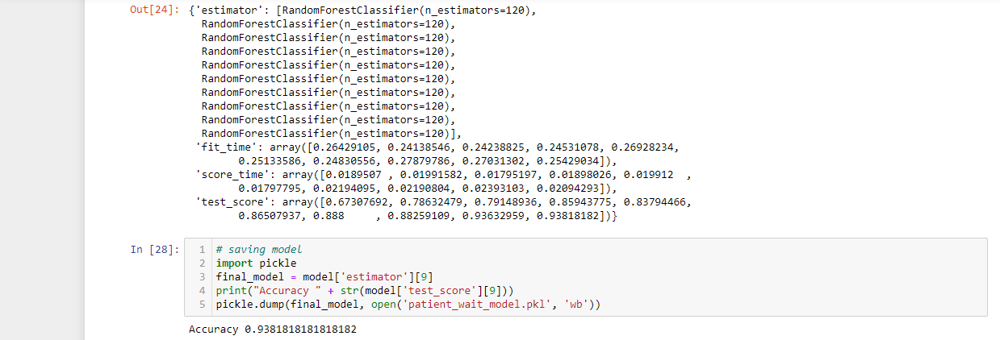 Out[24]: {'estimator': [RandomForestClassifier(n_estimators=120),
RandomForestClassifier(n_estimators=120),
RandomForestClassifier(n_estimators=120),
RandomForestClassifier(n_estimators=120),
RandomForestClassifier(n_estimators=120),
RandomForestClassifier(n_estimators=120),
RandomForestClassifier(n_estimators=120),
RandomForestClassifier(n_estimators=120),
RandomForestClassifier(n_estimators=120),
RandomForestClassifier(n_estimators=120)],
'fit_time': array([0.26429105, 0.24138546, 0.24238825, 0.24531078, 0.26928234,
0.25133586, 0.24830556, 0.27879786, 0.27031302, 0.25429034]),
'score_time': array([0.0189507 , 0.01991582, 0.01795197, 0.01898026, 0.019912  ,
0.01797795, 0.02194095, 0.02190804, 0.02393103, 0.02094293]),
'test_score': array([0.67307692, 0.78632479, 0.79148936, 0.85943775, 0.83794466,
0.86507937, 0.888     , 0.88259109, 0.93632959, 0.93818182])}
In [28]: 1 # saving model
2 import pickle
3 final_model = model['estimator'][9]
4 print("Accuracy " + str(model['test_score'][9]))
5 pickle.dump(final_model, open('patient_wait_model.pkl', 'wb'))
Accuracy 0.9381818181818182